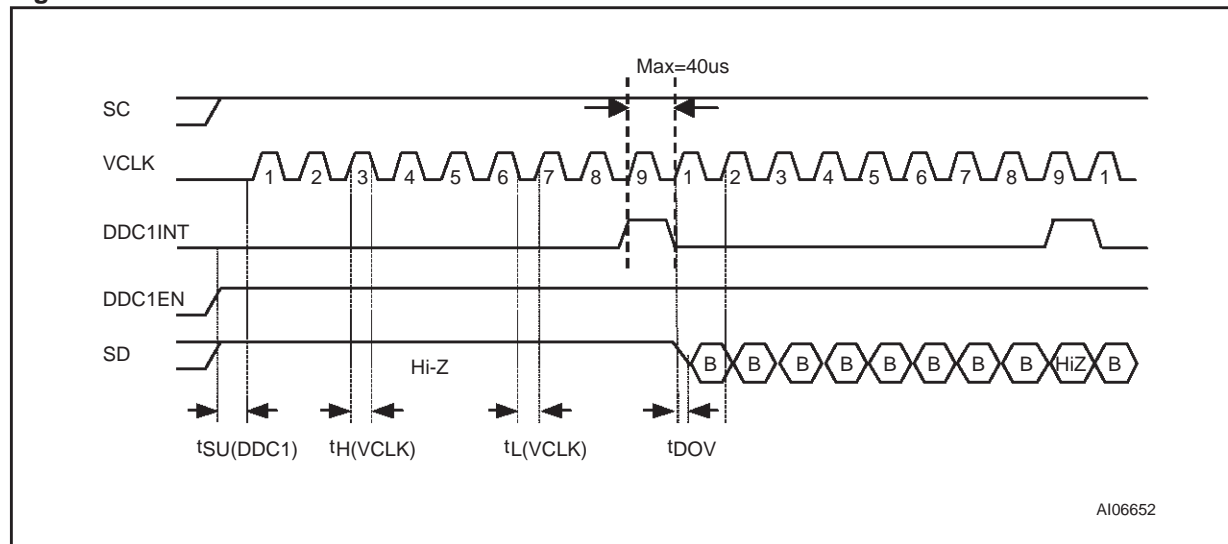 Max=40us
SC
VCLK
1 2 3 4 5 6 7 8 9 1 2 3 4 5 6 7 8 9 1
DDC1INT
DDC1EN
SD
Hi-Z
B B B B B B B B HiZ B
tSU(DDC1) tH(VCLK) tL(VCLK) tDOV
AI06652